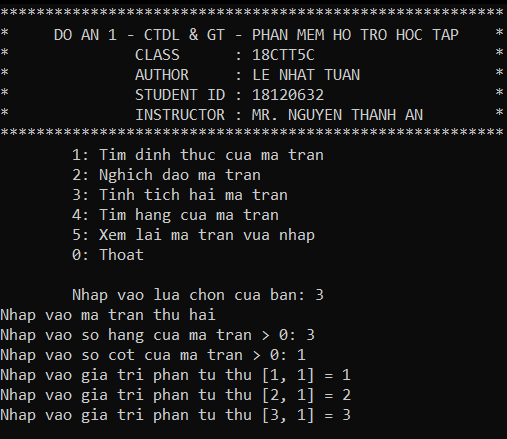 ********************************************************
* DO AN 1 - CTDL & GT - PHAN MEM HO TRO HOC TAP *
* CLASS : 18CTT5C *
* AUTHOR : LE NHAT TUAN *
* STUDENT ID : 18120632 *
* INSTRUCTOR : MR. NGUYEN THANH AN *
********************************************************
1: Tim dinh thuc cua ma tran
2: Nghich dao ma tran
3: Tinh tich hai ma tran
4: Tim hang cua ma tran
5: Xem lai ma tran vua nhap
0: Thoat
Nhap vao lua chon cua ban: 3
Nhap vao ma tran thu hai
Nhap vao so hang cua ma tran > 0: 3
Nhap vao so cot cua ma tran > 0: 1
Nhap vao gia tri phan tu thu [1, 1] = 1
Nhap vao gia tri phan tu thu [2, 1] = 2
Nhap vao gia tri phan tu thu [3, 1] = 3